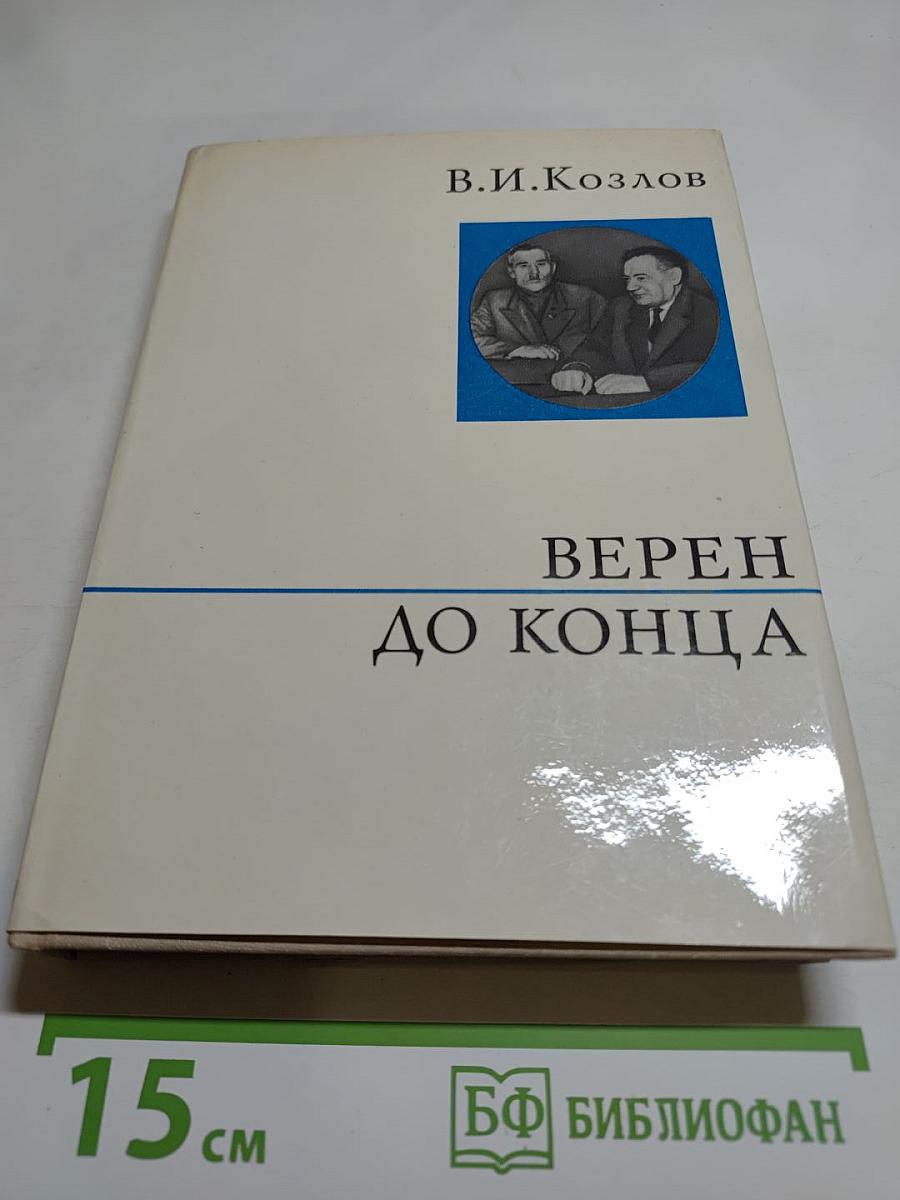 В.И.Козлов
ВЕРЕН
ДО КОНЦА
15 см
БФ БИБЛИОФАН